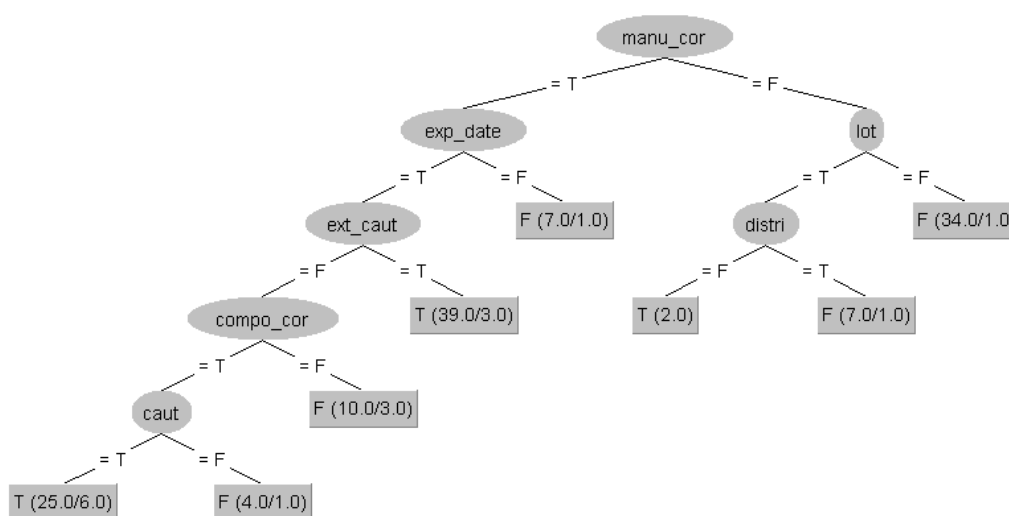 manu_cor
= T
= F
exp_date
lot
= T
= F
= T
= F
ext_caut
F (7.0/1.0)
distri
F (34.0/1.0
= F
= T
= F
= T
compo_cor
T (39.0/3.0)
T (2.0)
F (7.0/1.0)
= T
= F
caut
F (10.0/3.0)
= T
= F
T (25.0/6.0)
F (4.0/1.0)